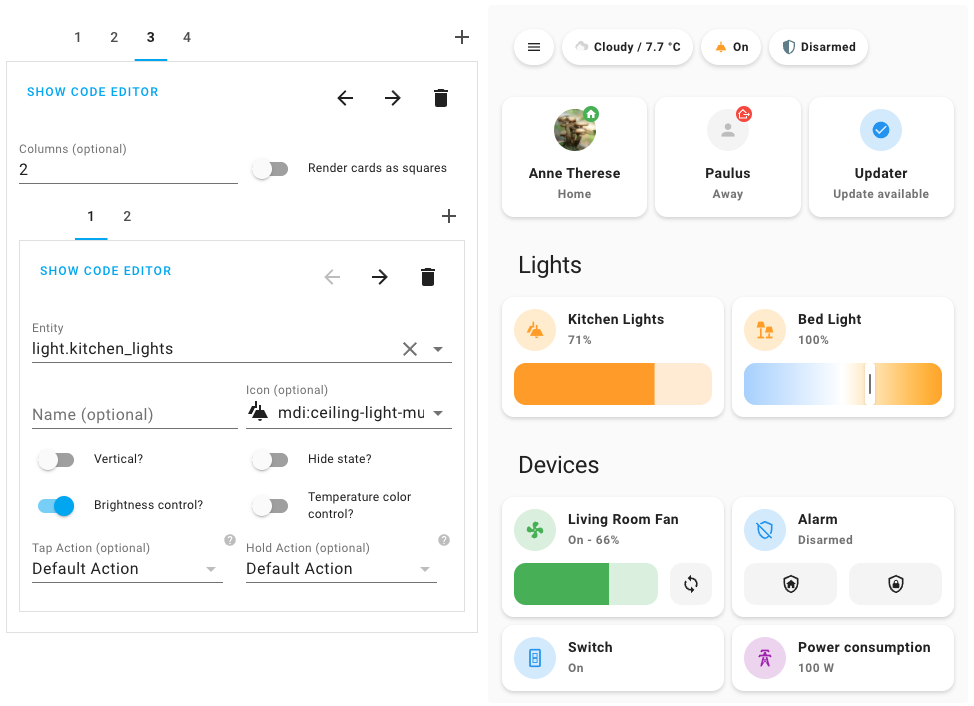 1 2 3 4
SHOW CODE EDITOR
Columns (optional)
2
Render cards as squares
1 2
SHOW CODE EDITOR
Entity
light.kitchen_lights
Name (optional)
Icon (optional)
mdi:ceiling-light-mu
Vertical?
Hide state?
Brightness control?
Temperature color
control?
Tap Action (optional)
Default Action
?
Hold Action (optional)
Default Action
?
Cloudy / 7.7 °C
On
Disarmed
Anne Therese
Home
Paulus
Away
Updater
Update available
Lights
Kitchen Lights
71%
Bed Light
100%
Devices
Living Room Fan
On - 66%
Alarm
Disarmed
Switch
On
Power consumption
100 W